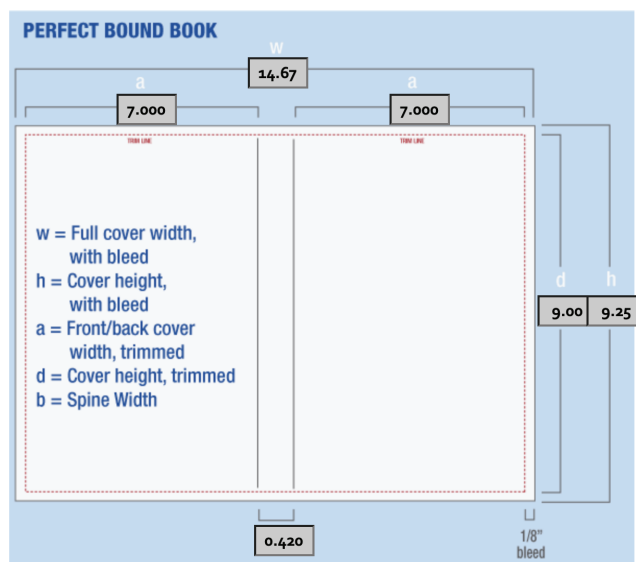 PERFECT BOUND BOOK
w
14.67
a
a
7.000
7.000
TRIM LINE
TRIM LINE
w = Full cover width,
with bleed
h = Cover height,
with bleed
a = Front/back cover
width, trimmed
d = Cover height, trimmed
b = Spine Width
d
h
9.00
9.25
0.420
1/8"
bleed